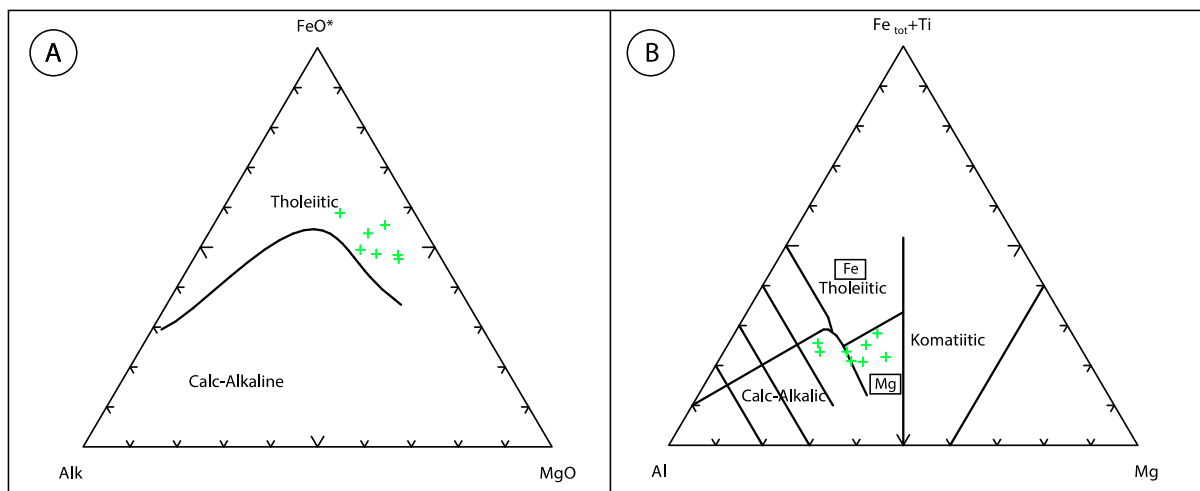 A
FeO*
Tholeiitic
Calc-Alkaline
Alk
MgO
B
Fe tot+Ti
Fe
Tholeiitic
Komatiitic
Mg
Calc-Alkalic
Al
Mg